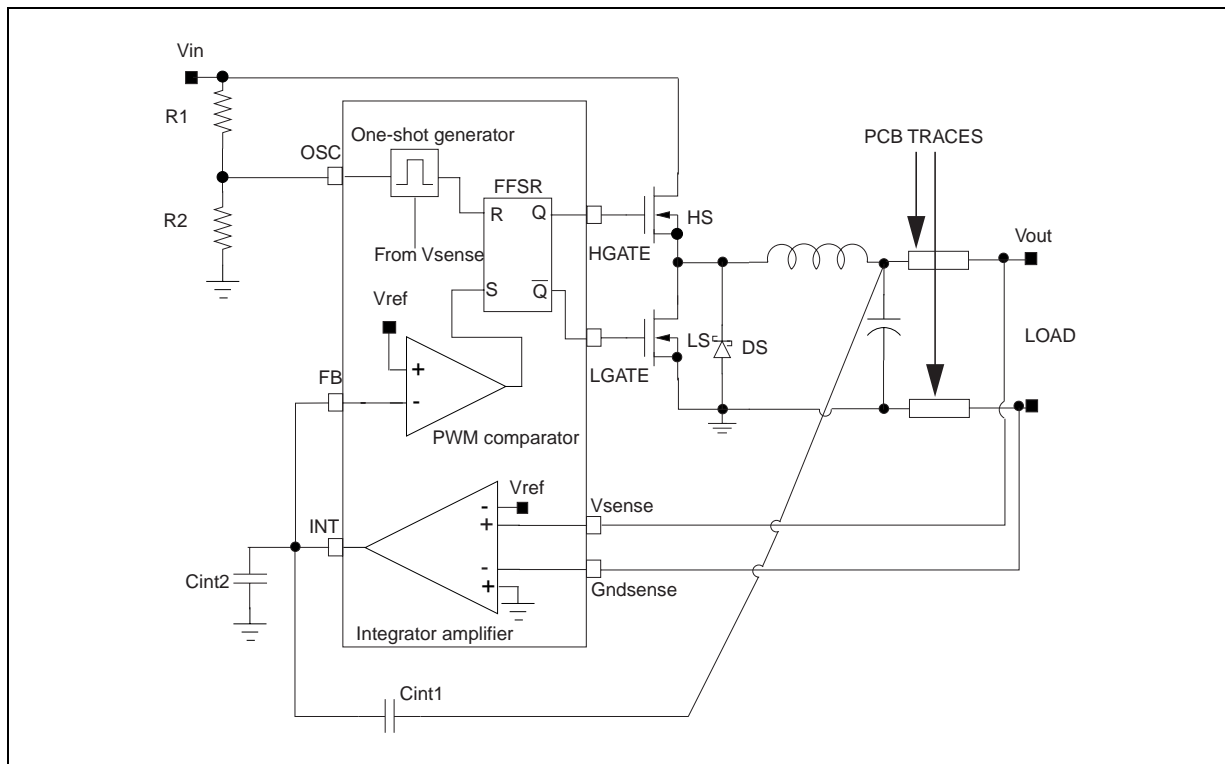 Vin
R1
One-shot generator
PCB TRACES
OSC
FFSR
R
Q
HS
R2
From Vsense
HGATE
Vout
S
Q
Vref
LS
DS
LOAD
FB
+
-
LGATE
PWM comparator
Vref
-
Vsense
INT
+
-
Cint2
+
Gndsense
Integrator amplifier
Cint1